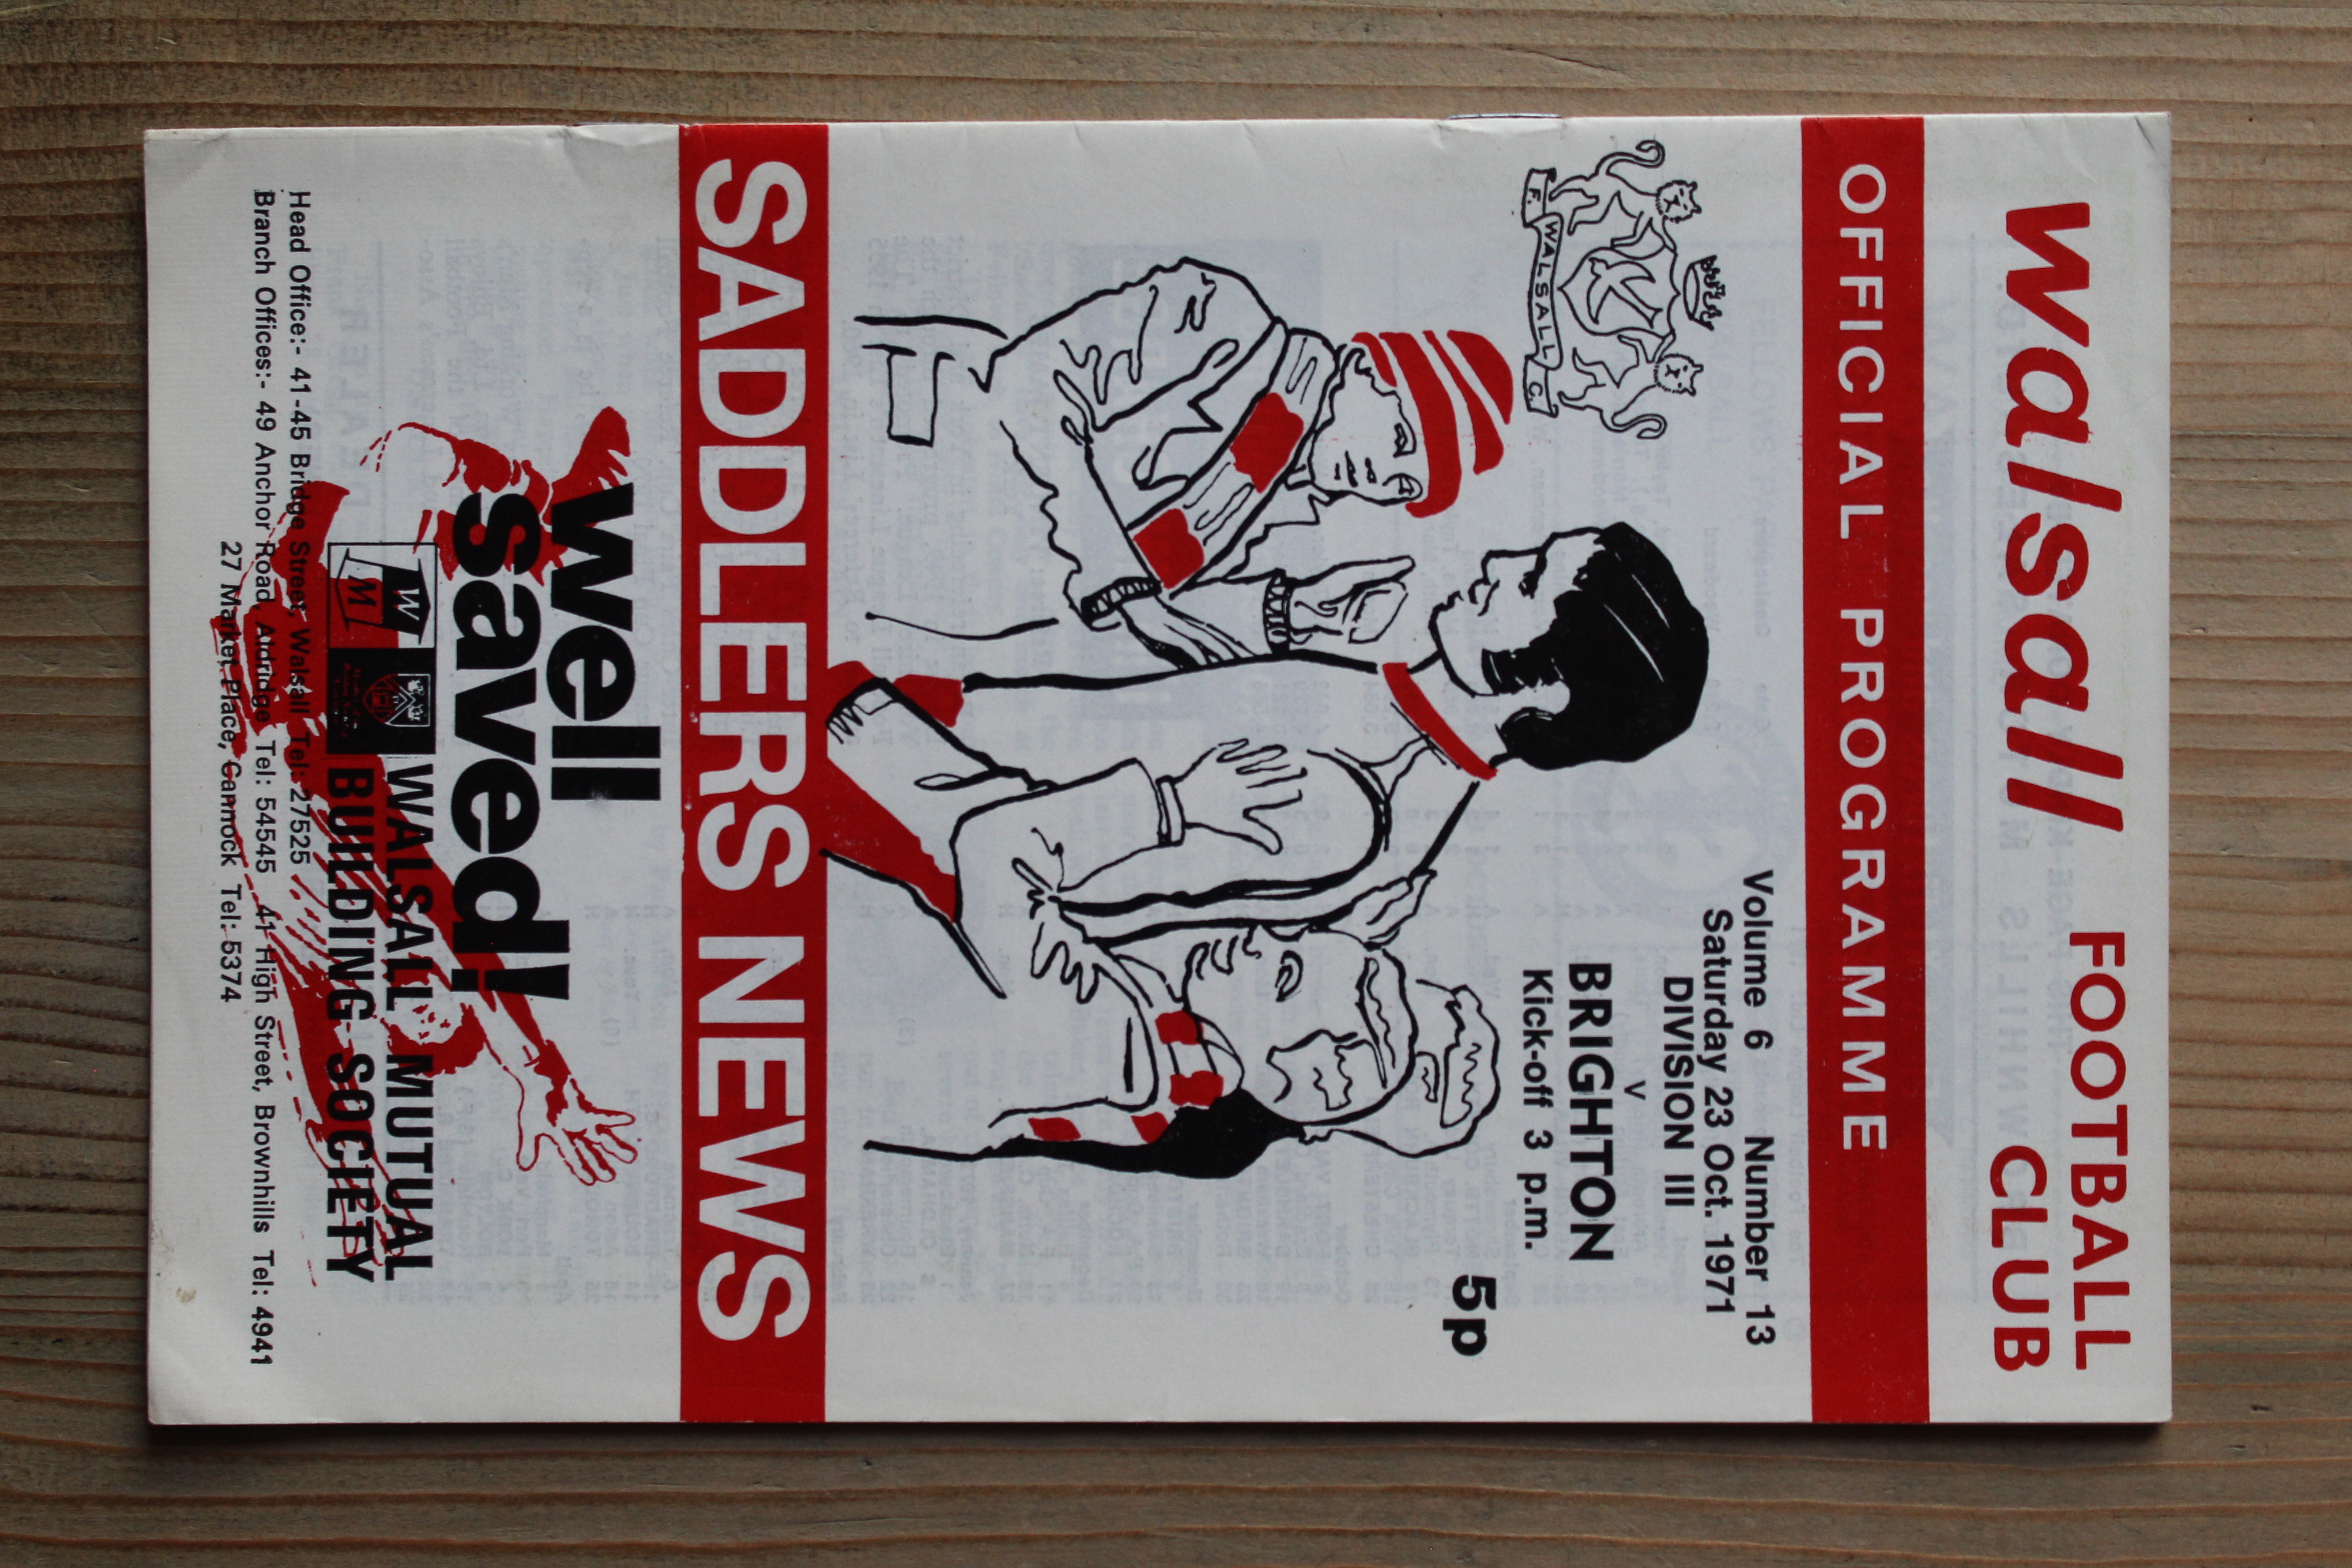 walsall FOOTBALL
CLUB
OFFICIAL PROGRAMME
F. WALSALL C.
Volume 6 Number 13
Saturday 23 Oct. 1971
DIVISION III
v
BRIGHTON
Kick-off 3 p.m.
5p
SADDLERS NEWS
well
saved!
W
M
WALSALL MUTUAL
BUILDING SOCIETY
Head Office:- 41-45 Bridge Street, Walsall Tel: 27525
Branch Offices:- 49 Anchor Road, Aldridge Tel: 54545 41 High Street, Brownhills Tel: 4941
27 Market Place, Cannock Tel: 5374